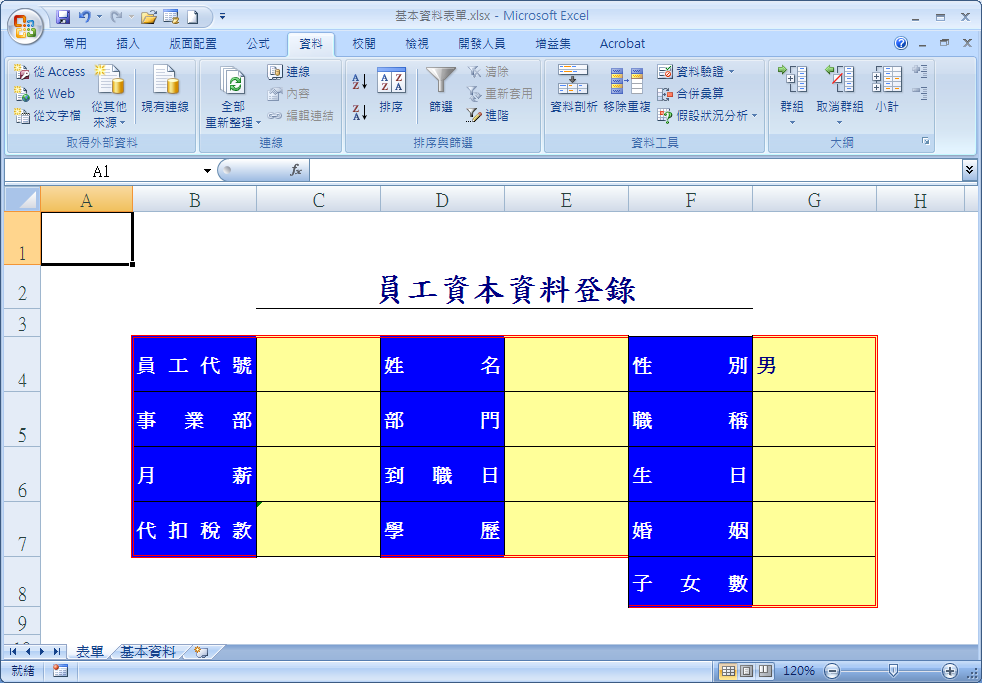 基本資料表單.xlsx - Microsoft Excel
常用 插入 版面配置 公式 資料 校閱 檢視 開發人員 增益集 Acrobat
從 Access 從 Web 從文字檔 從其他來源 現有連線 取得外部資料
全部重新整理 連線 內容 編輯連結 連線
排序 篩選 清除 重新套用 進階 排序與篩選
資料剖析 移除重複 資料驗證 合併彙算 假設狀況分析 資料工具
群組 取消群組 小計 大綱
A1 fx
A B C D E F G H
1
2 員工資本資料登錄
3
4 員工代號 姓名 性別 男
5 事業部 部門 職稱
6 月薪 到職日 生日
7 代扣稅款 學歷 婚姻
8 子女數
9
10
表單 基本資料
就緒 120%